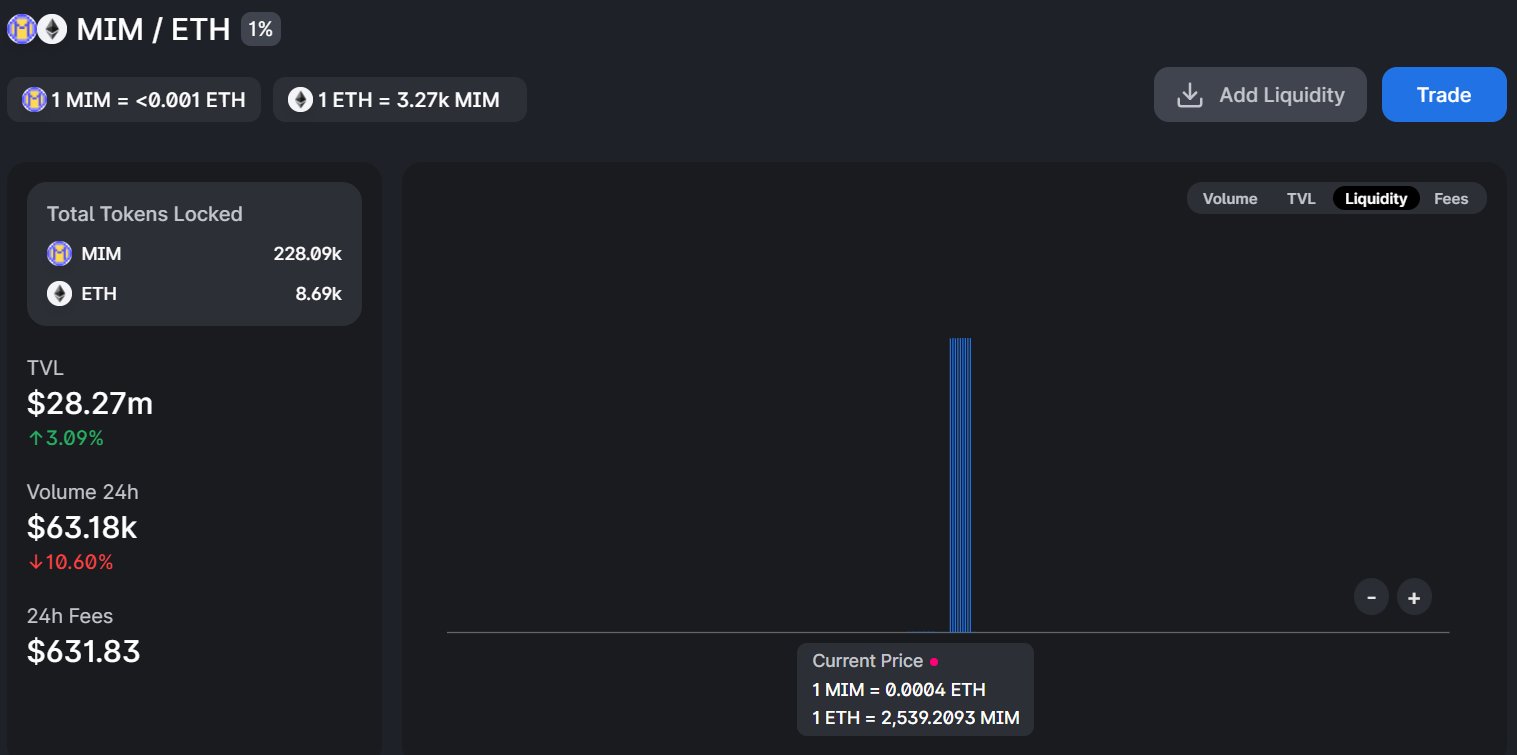 MIM / ETH 1%
1 MIM = <0.001 ETH
1 ETH = 3.27k MIM
Add Liquidity
Trade
Total Tokens Locked
MIM 228.09k
ETH 8.69k
TVL
$28.27m
↑3.09%
Volume 24h
$63.18k
↓10.60%
24h Fees
$631.83
Volume TVL Liquidity Fees
- +
Current Price
1 MIM = 0.0004 ETH
1 ETH = 2,539.2093 MIM